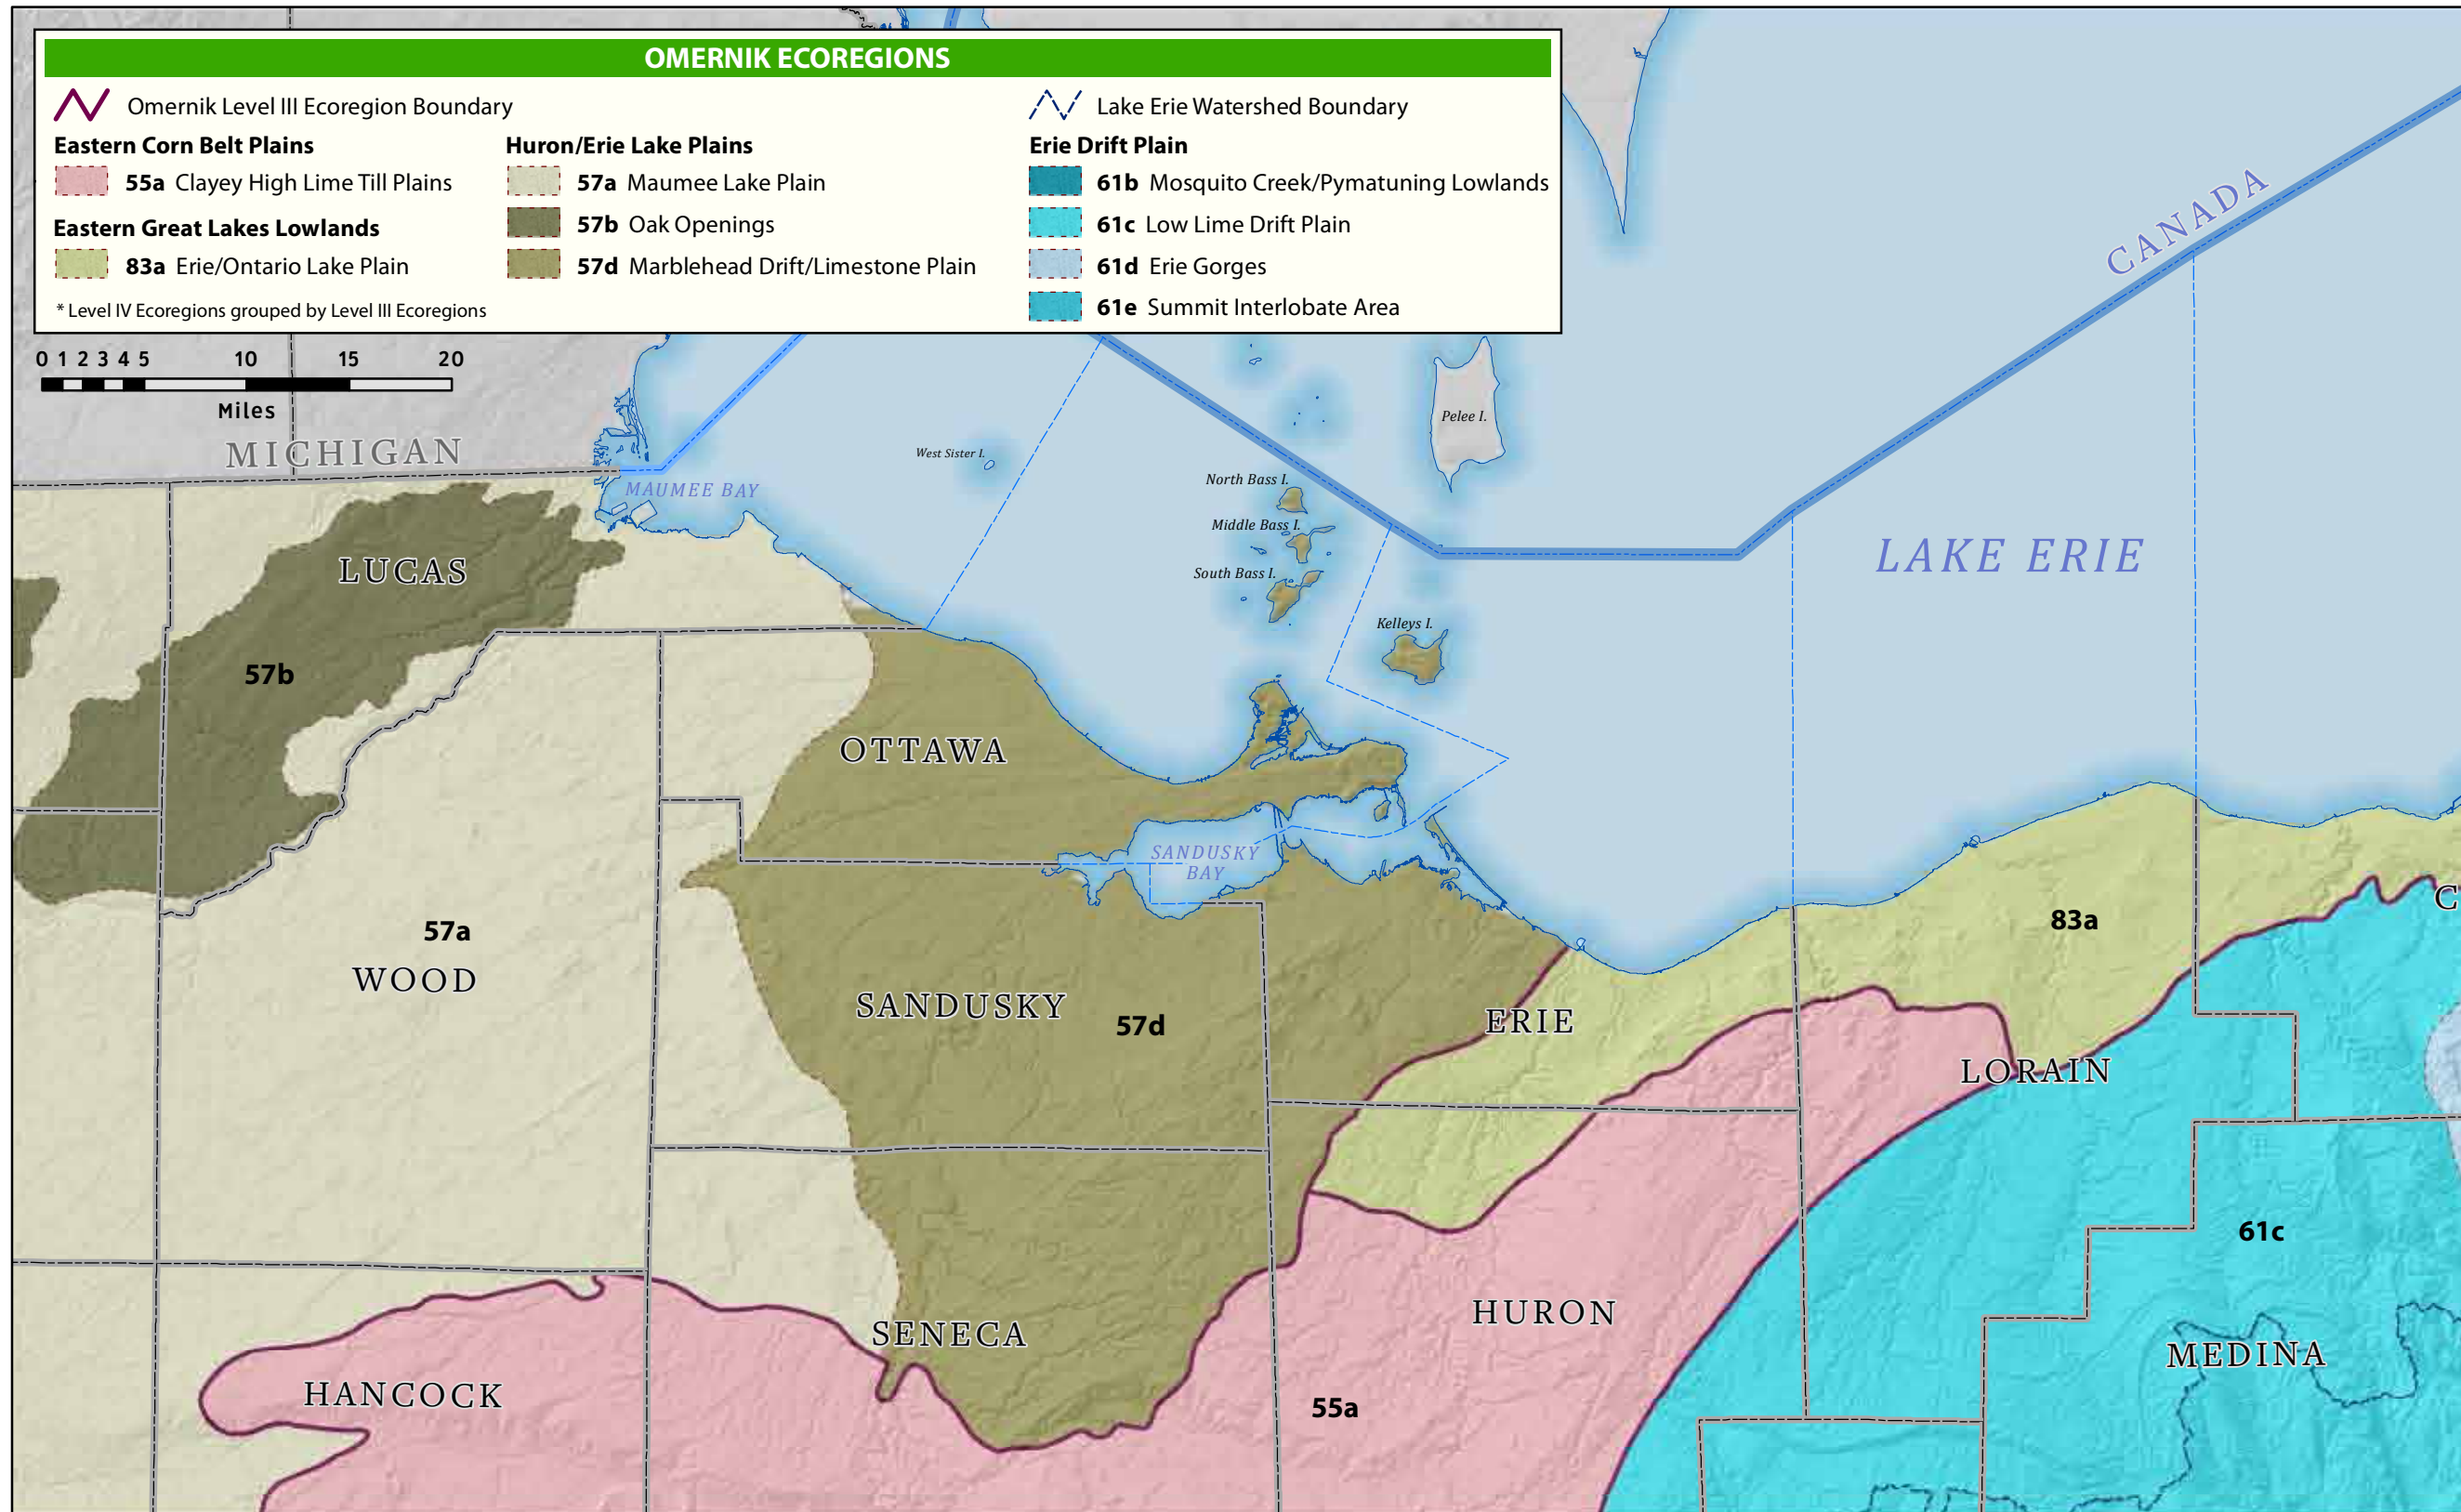 OMERNIK ECOREGIONS
Omernik Level III Ecoregion Boundary
Lake Erie Watershed Boundary
Eastern Corn Belt Plains
55a Clayey High Lime Till Plains
Eastern Great Lakes Lowlands
83a Erie/Ontario Lake Plain
* Level IV Ecoregions grouped by Level III Ecoregions
Huron/Erie Lake Plains
57a Maumee Lake Plain
57b Oak Openings
57d Marblehead Drift/Limestone Plain
Erie Drift Plain
61b Mosquito Creek/Pymatuning Lowlands
61c Low Lime Drift Plain
61d Erie Gorges
61e Summit Interlobate Area
0 1 2 3 4 5 10 15 20
Miles
CANADA
MICHIGAN
Pelee I.
West Sister I.
North Bass I.
MAUMEE BAY
Middle Bass I.
LAKE ERIE
LUCAS
South Bass I.
Kelleys I.
57b
OTTAWA
SANDUSKY
BAY
C
83a
57a
WOOD
SANDUSKY
57d
ERIE
LORAIN
61c
HURON
SENECA
MEDINA
HANCOCK
55a